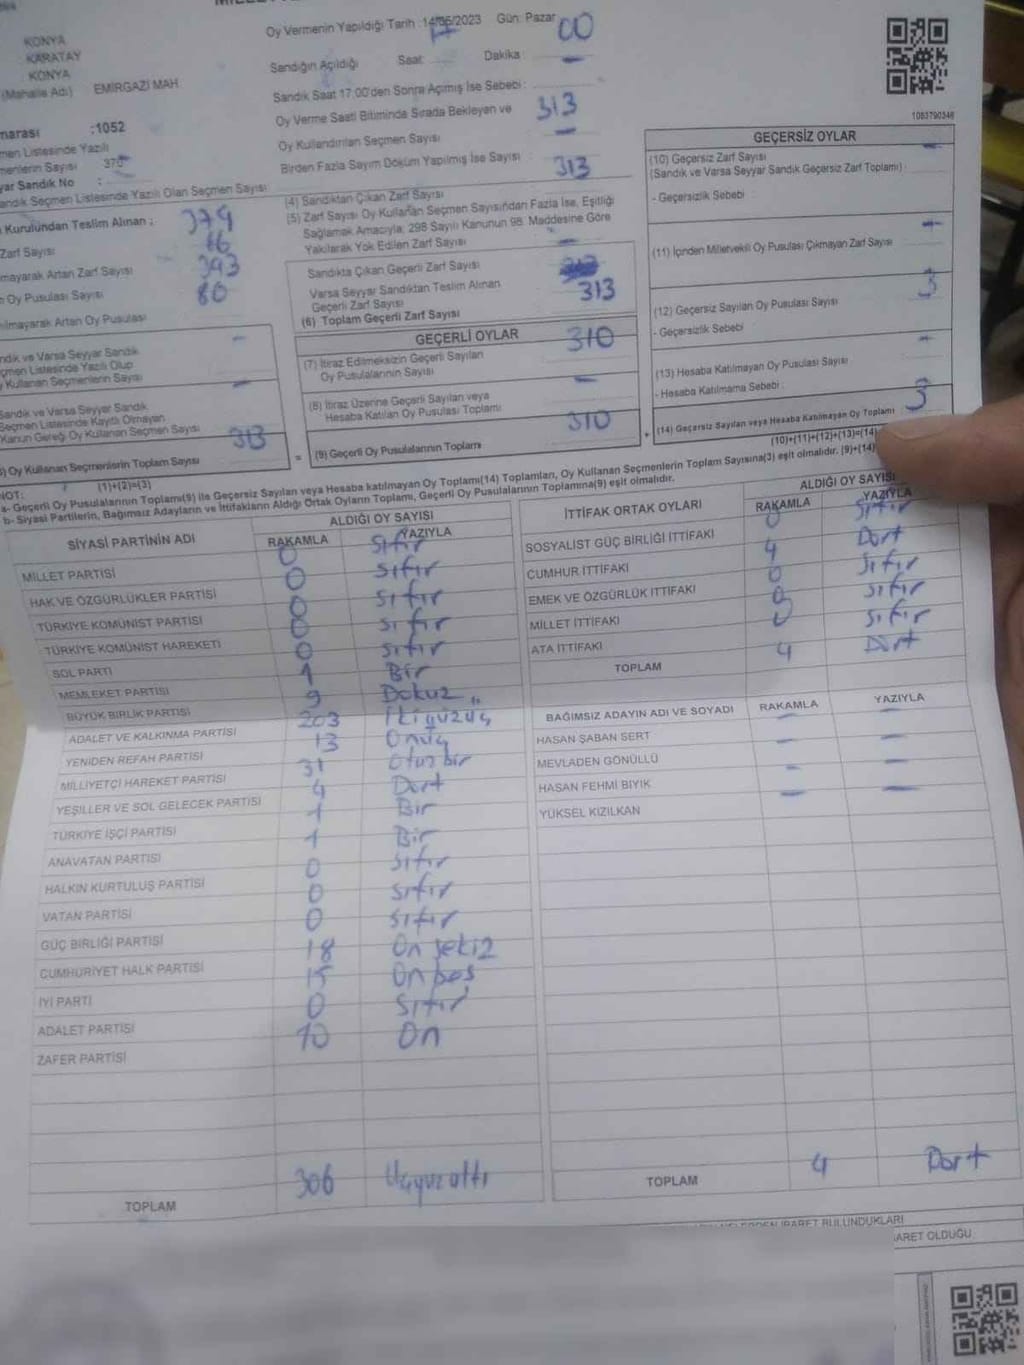 KONYA
KARATAY
KONYA
(Mahalle Adı) EMİRGAZİ MAH
:1052
Oy Vermenin Yapıldığı Tarih : 14/05/2023 Gün: Pazar
Sandığın Açıldığı Saat: 17 Dakika: 00
Sandık Saat 17:00'den Sonra Açılmış İse Sebebi: –
Oy Verme Saati Bitiminde Sırada Bekleyen ve
Oy Kullandırılan Seçmen Sayısı 313
Birden Fazla Sayım Döküm Yapılmış İse Sayısı : –
(4) Sandıktan Çıkan Zarf Sayısı 313
(5) Zarf Sayısı Oy Kullanan Seçmen Sayısından Fazla İse, Eşitliği
Sağlamak Amacıyla; 298 Sayılı Kanunun 98. Maddesine Göre
Yakılarak Yok Edilen Zarf Sayısı –
Sandıkta Çıkan Geçerli Zarf Sayısı
Varsa Seyyar Sandıktan Teslim Alınan
Geçerli Zarf Sayısı
(6) Toplam Geçerli Zarf Sayısı 313
Seçmen Listesinde Yazılı Olan Seçmen Sayısı
Kurulundan Teslim Alınan : 379
Zarf Sayısı 66
mayarak Artan Zarf Sayısı 393
Oy Pusulası Sayısı 80
ılmayarak Artan Oy Pusulası
ndık ve Varsa Seyyar Sandık
çmen Listesinde Yazılı Olup
Kullanan Seçmenlerin Sayısı –
Sandık ve Varsa Seyyar Sandık
Seçmen Listesinde Kayıtlı Olmayan
Kanun Gereği Oy Kullanan Seçmen Sayısı –
) Oy Kullanan Seçmenlerin Toplam Sayısı 313
(1)+(2)=(3)
GEÇERLİ OYLAR
(7) İtiraz Edilmeksizin Geçerli Sayılan
Oy Pusulalarının Sayısı 310
(8) İtiraz Üzerine Geçerli Sayılan veya
Hesaba Katılan Oy Pusulası Toplamı –
= (9) Geçerli Oy Pusulalarının Toplamı 310
1083790346
GEÇERSİZ OYLAR
(10) Geçersiz Zarf Sayısı
(Sandık ve Varsa Seyyar Sandık Geçersiz Zarf Toplamı) : –
- Geçersizlik Sebebi :
(11) İçinden Milletvekili Oy Pusulası Çıkmayan Zarf Sayısı –
(12) Geçersiz Sayılan Oy Pusulası Sayısı 3
- Geçersizlik Sebebi
(13) Hesaba Katılmayan Oy Pusulası Sayısı –
- Hesaba Katılmama Sebebi :
+ (14) Geçersiz Sayılan veya Hesaba Katılmayan Oy Toplamı 3
(10)+(11)+(12)+(13)=(14)
NOT:
a- Geçerli Oy Pusulalarının Toplamı(9) ile Geçersiz Sayılan veya Hesaba katılmayan Oy Toplamı(14) Toplamları, Oy Kullanan Seçmenlerin Toplam Sayısına(3) eşit olmalıdır. (9)+(14)
b- Siyasi Partilerin, Bağımsız Adayların ve İttifakların Aldığı Ortak Oyların Toplamı, Geçerli Oy Pusulalarının Toplamına(9) eşit olmalıdır.
SİYASİ PARTİNİN ADI ALDIĞI OY SAYISI
RAKAMLA YAZIYLA
MİLLET PARTİSİ 0 Sıfır
HAK VE ÖZGÜRLÜKLER PARTİSİ 0 Sıfır
TÜRKİYE KOMÜNİST PARTİSİ 0 Sıfır
TÜRKİYE KOMÜNİST HAREKETİ 0 Sıfır
SOL PARTİ 0 Sıfır
MEMLEKET PARTİSİ 1 Bir
BÜYÜK BİRLİK PARTİSİ 9 Dokuz
ADALET VE KALKINMA PARTİSİ 203 İkiyüzüç
YENİDEN REFAH PARTİSİ 13 Onüç
MİLLİYETÇİ HAREKET PARTİSİ 31 Otuzbir
YEŞİLLER VE SOL GELECEK PARTİSİ 4 Dört
TÜRKİYE İŞÇİ PARTİSİ 1 Bir
ANAVATAN PARTİSİ 1 Bir
HALKIN KURTULUŞ PARTİSİ 0 Sıfır
VATAN PARTİSİ 0 Sıfır
GÜÇ BİRLİĞİ PARTİSİ 0 Sıfır
CUMHURİYET HALK PARTİSİ 18 On sekiz
İYİ PARTİ 15 On beş
ADALET PARTİSİ 0 Sıfır
ZAFER PARTİSİ 10 On
TOPLAM 306 Üçyüzaltı
İTTİFAK ORTAK OYLARI ALDIĞI OY SAYISI
RAKAMLA YAZIYLA
SOSYALİST GÜÇ BİRLİĞİ İTTİFAKI 0 Sıfır
CUMHUR İTTİFAKI 4 Dört
EMEK VE ÖZGÜRLÜK İTTİFAKI 0 Sıfır
MİLLET İTTİFAKI 0 Sıfır
ATA İTTİFAKI 0 Sıfır
TOPLAM 4 Dört
BAĞIMSIZ ADAYIN ADI VE SOYADI RAKAMLA YAZIYLA
HASAN ŞABAN SERT – –
MEVLADEN GÖNÜLLÜ – –
HASAN FEHMİ BIYIK – –
YÜKSEL KIZILKAN – –
TOPLAM 4 Dört
İBARET BULUNDUKLARI
ARET OLDUĞU